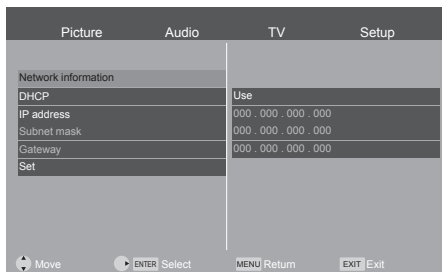 Picture Audio TV Setup
Network information
DHCP Use
IP address 000 . 000 . 000 . 000
Subnet mask 000 . 000 . 000 . 000
Gateway 000 . 000 . 000 . 000
Set
Move ENTER Select MENU Return EXIT Exit